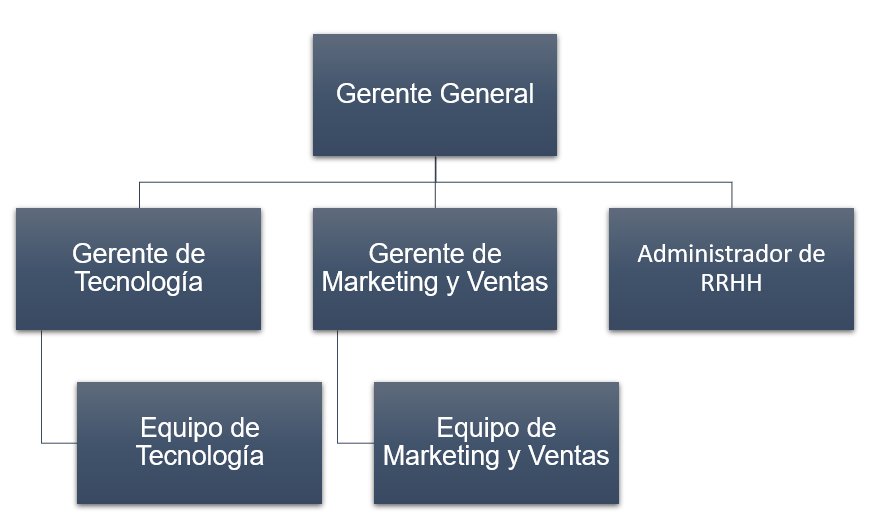 Gerente General
Gerente de
Tecnología
Gerente de
Marketing y Ventas
Administrador de
RRHH
Equipo de
Tecnología
Equipo de
Marketing y Ventas